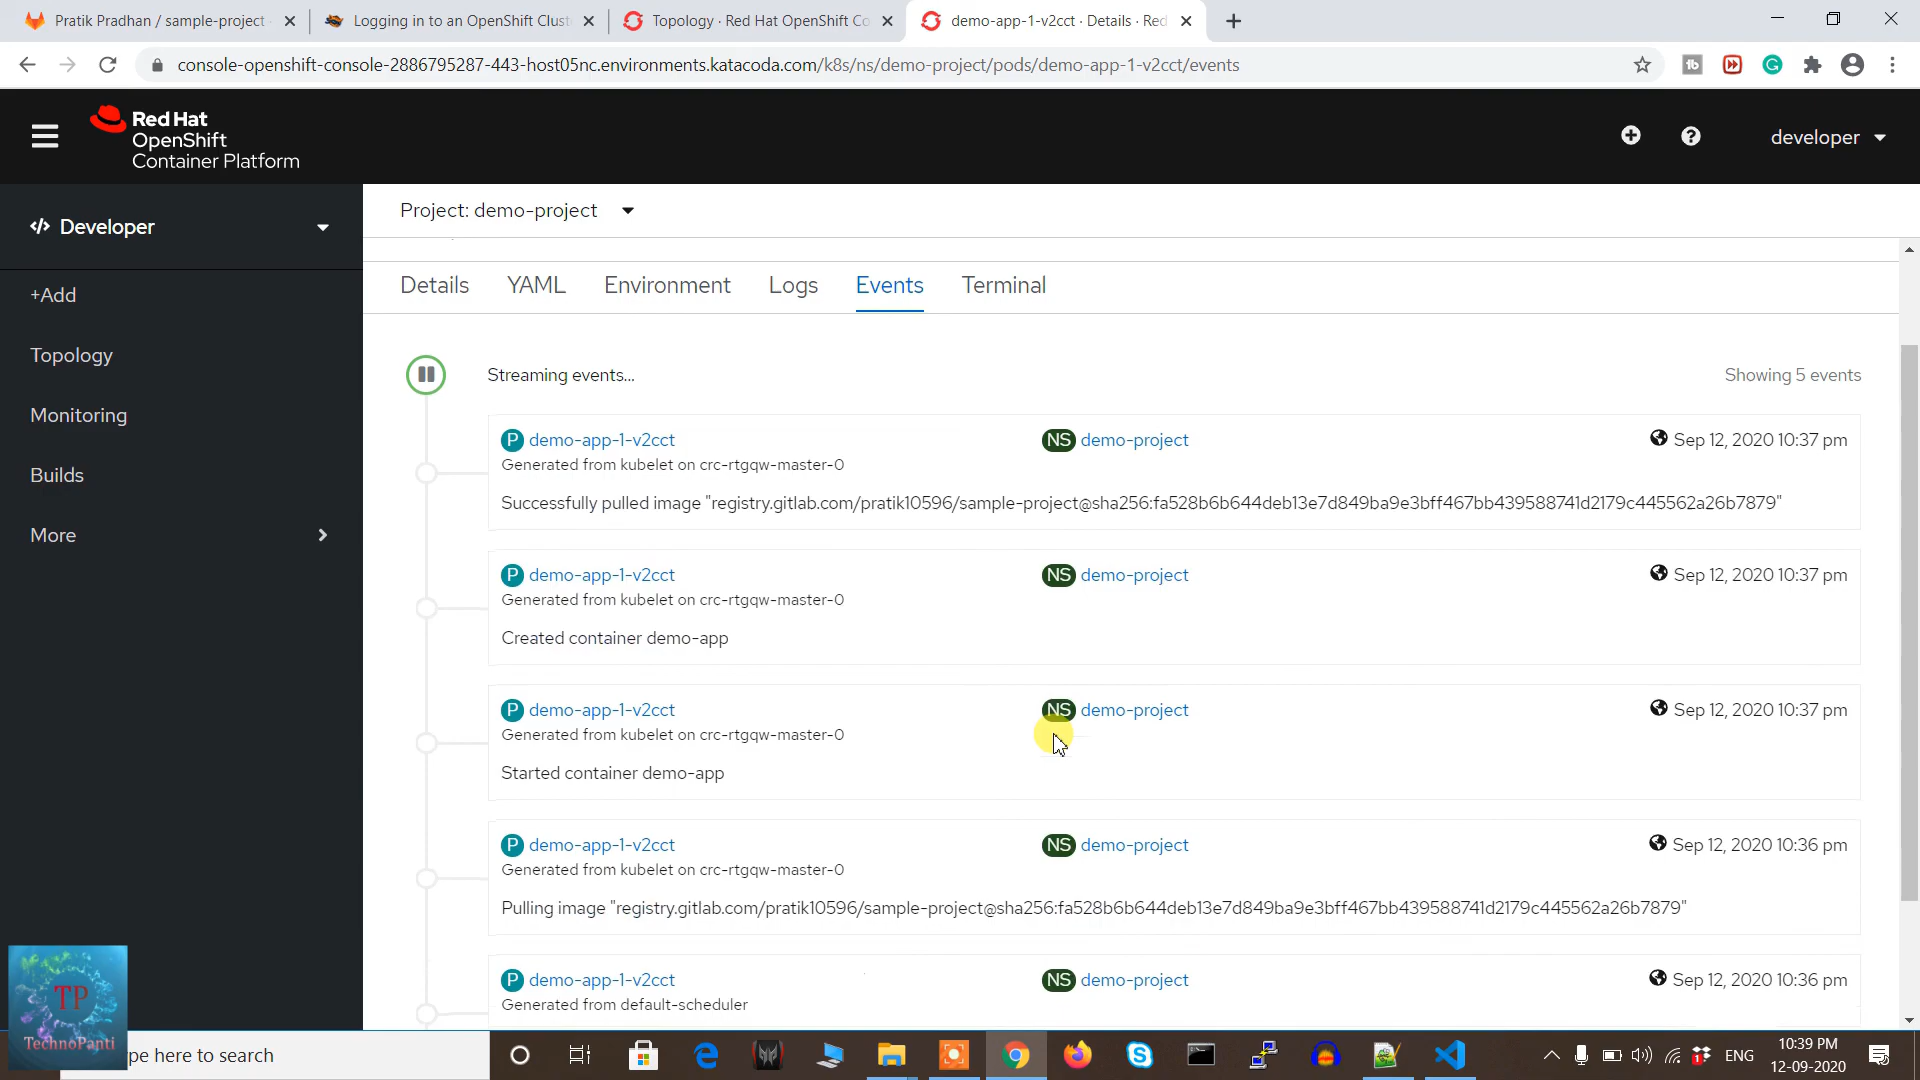 Pratik Pradhan / sample-project
Logging in to an OpenShift Clust
Topology · Red Hat OpenShift Co
demo-app-1-v2cct · Details · Red
console-openshift-console-2886795287-443-host05nc.environments.katacoda.com/k8s/ns/demo-project/pods/demo-app-1-v2cct/events
Red Hat
OpenShift
Container Platform
developer
Developer
Project: demo-project
+Add
Topology
Monitoring
Builds
More
Details YAML Environment Logs Events Terminal
Streaming events... Showing 5 events
P demo-app-1-v2cct NS demo-project Sep 12, 2020 10:37 pm
Generated from kubelet on crc-rtgqw-master-0
Successfully pulled image "registry.gitlab.com/pratik10596/sample-project@sha256:fa528b6b644deb13e7d849ba9e3bff467bb439588741d2179c445562a26b7879"
P demo-app-1-v2cct NS demo-project Sep 12, 2020 10:37 pm
Generated from kubelet on crc-rtgqw-master-0
Created container demo-app
P demo-app-1-v2cct NS demo-project Sep 12, 2020 10:37 pm
Generated from kubelet on crc-rtgqw-master-0
Started container demo-app
P demo-app-1-v2cct NS demo-project Sep 12, 2020 10:36 pm
Generated from kubelet on crc-rtgqw-master-0
Pulling image "registry.gitlab.com/pratik10596/sample-project@sha256:fa528b6b644deb13e7d849ba9e3bff467bb439588741d2179c445562a26b7879"
P demo-app-1-v2cct NS demo-project Sep 12, 2020 10:36 pm
Generated from default-scheduler
TP
TechnoPanti
pe here to search
ENG
10:39 PM
12-09-2020